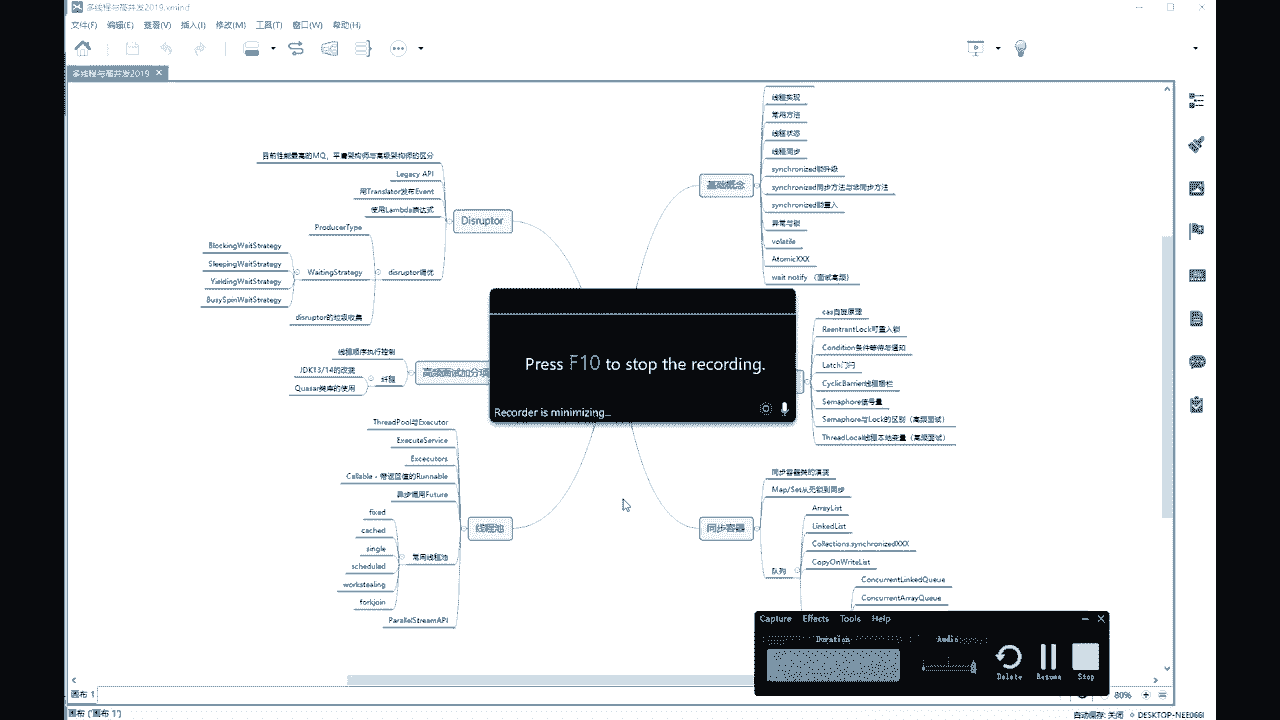 多线程与高并发2019.xmind
文件(F) 编辑(E) 查看(V) 插入(I) 修改(M) 工具(T) 窗口(W) 帮助(H)
多线程与高并发2019
目前性能最高的MQ，平庸架构师与高级架构师的区分
Legacy API
用Translator发布Event
使用Lambda表达式
Disruptor
ProducerType
BlockingWaitStrategy
SleepingWaitStrategy
YieldingWaitStrategy
BusySpinWaitStrategy
WaitingStrategy
disruptor调优
disruptor的垃圾收集
线程顺序执行控制
JDK13/14的改进
Quasar类库的使用
纤程
高频面试加分项
ThreadPool与Executor
ExecuteService
Excecutors
Callable - 带返回值的Runnable
异步通用Future
fixed
cached
single
scheduled
workstealing
forkjoin
常用线程池
ParallelStreamAPI
线程池
线程实现
常用方法
线程状态
线程同步
synchronized锁升级
synchronized同步方法与非同步方法
synchronized锁重入
异常与锁
volatile
AtomicXXX
wait notify （面试高频）
基础概念
cas自旋原理
ReentrantLock可重入锁
Condition条件等待与通知
Latch门闩
CyclicBarrier线程栅栏
Semaphore信号量
Semaphore与Lock的区别（高频面试）
ThreadLocal线程本地变量（高频面试）
同步容器
同步容器类的演变
Map/Set从死锁到同步
队列
ArrayList
LinkedList
Collections.synchronizedXXX
CopyOnWriteList
ConcurrentLinkedQueue
ConcurrentArrayQueue
Press F10 to stop the recording.
Recorder is minimizing...
Capture Effects Tools Help
Duration Audio
Delete Resume Stop
画布 1
80%
画布 ('画布 1')
自动保存: 关闭